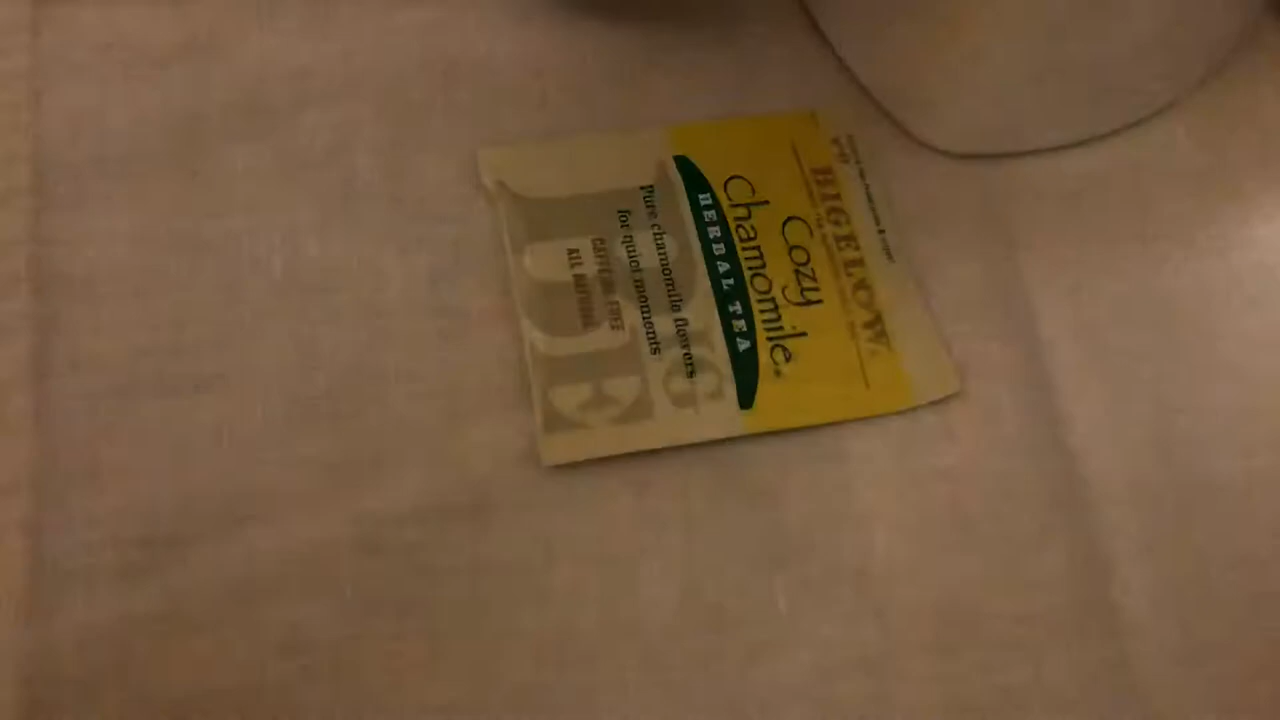 BIGELOW
Cozy
Chamomile
HERBAL TEA
Pure chamomile flowers
for quiet moments
CAFFEINE FREE
ALL NATURAL